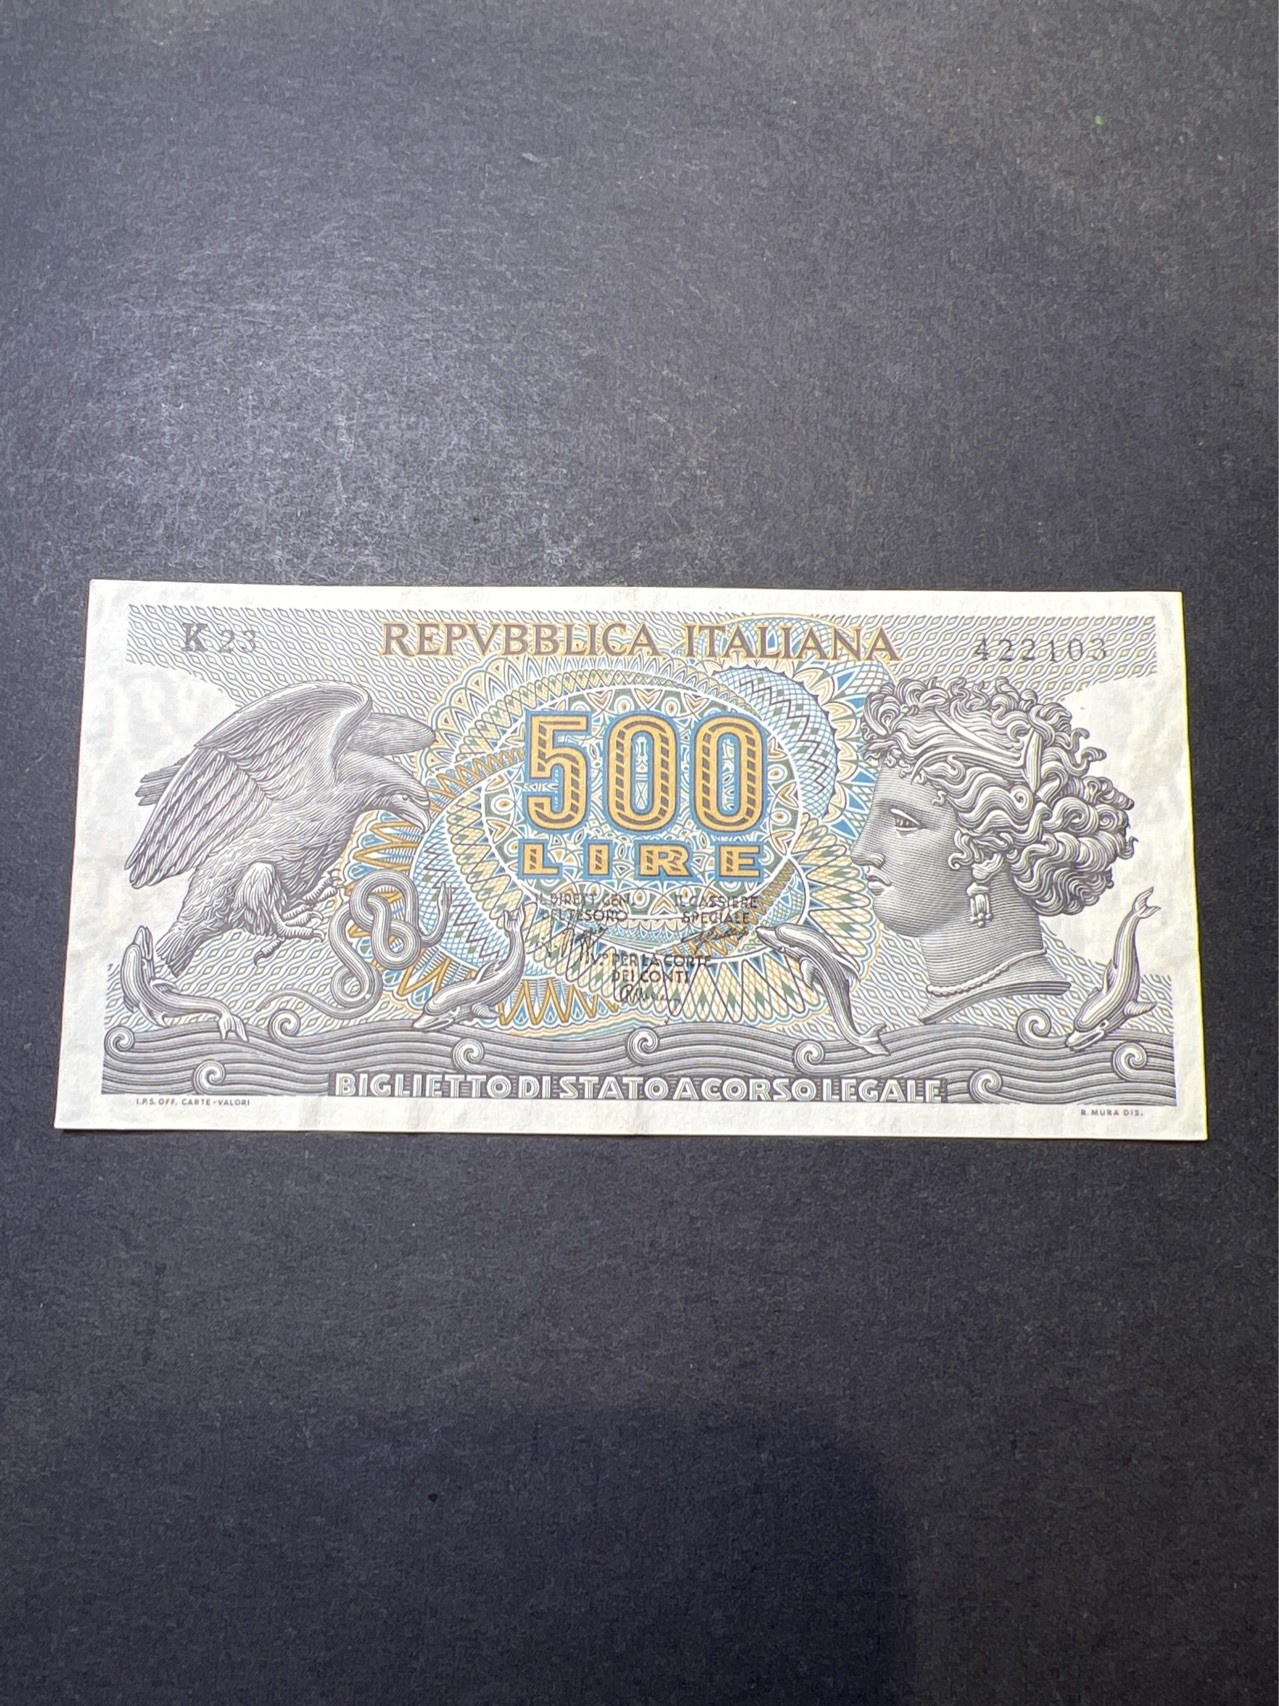 K 23
REPVBBLICA ITALIANA
422103
500
LIRE
IL DIRETT. GEN.
DEL TESORO
IL CASSIERE
SPECIALE
Vº PER LA CORTE
DEI CONTI
BIGLIETTO DI STATO A CORSO LEGALE
I.P.S. OFF. CARTE-VALORI
R. MURA DIS.